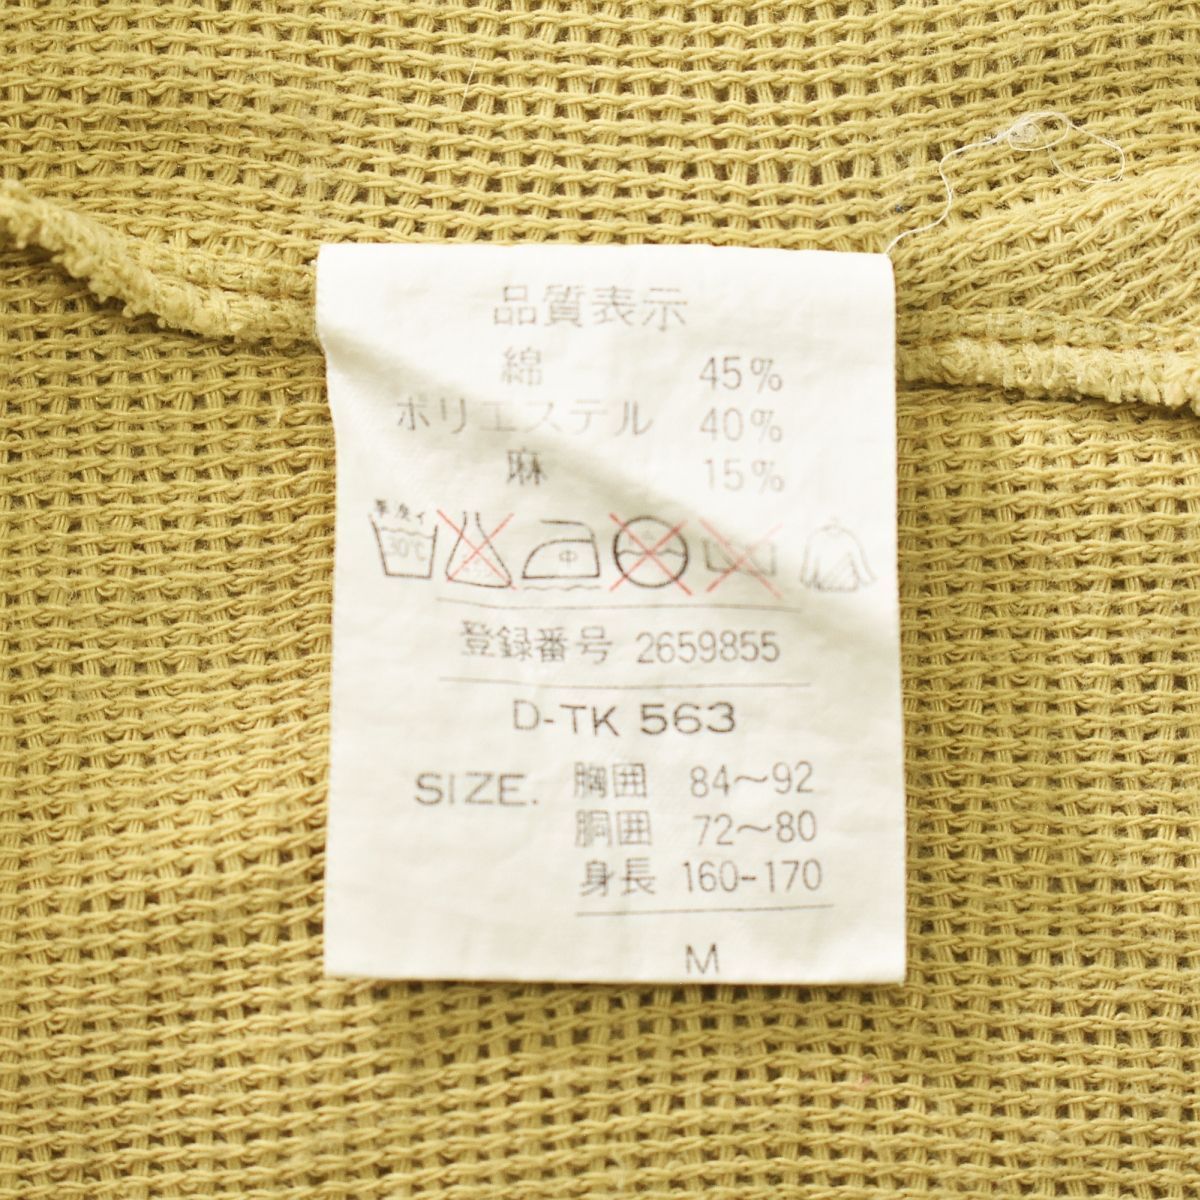 品質表示
綿 45%
ポリエステル 40%
麻 15%
手洗イ
30℃ 中
登録番号 2659855
D-TK 563
SIZE. 胸囲 84~92
胴囲 72~80
身長 160-170
M